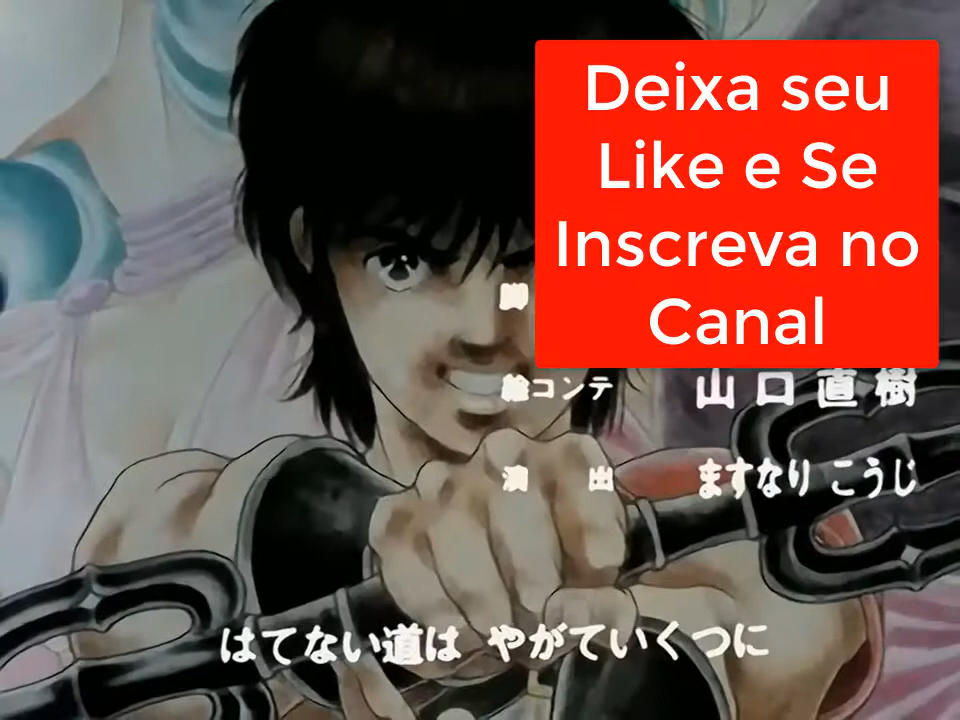 Deixa seu
Like e Se
Inscreva no
Canal
脚
絵コンテ 山口直樹
演出 ますなり こうじ
はてない道は やがていくつに